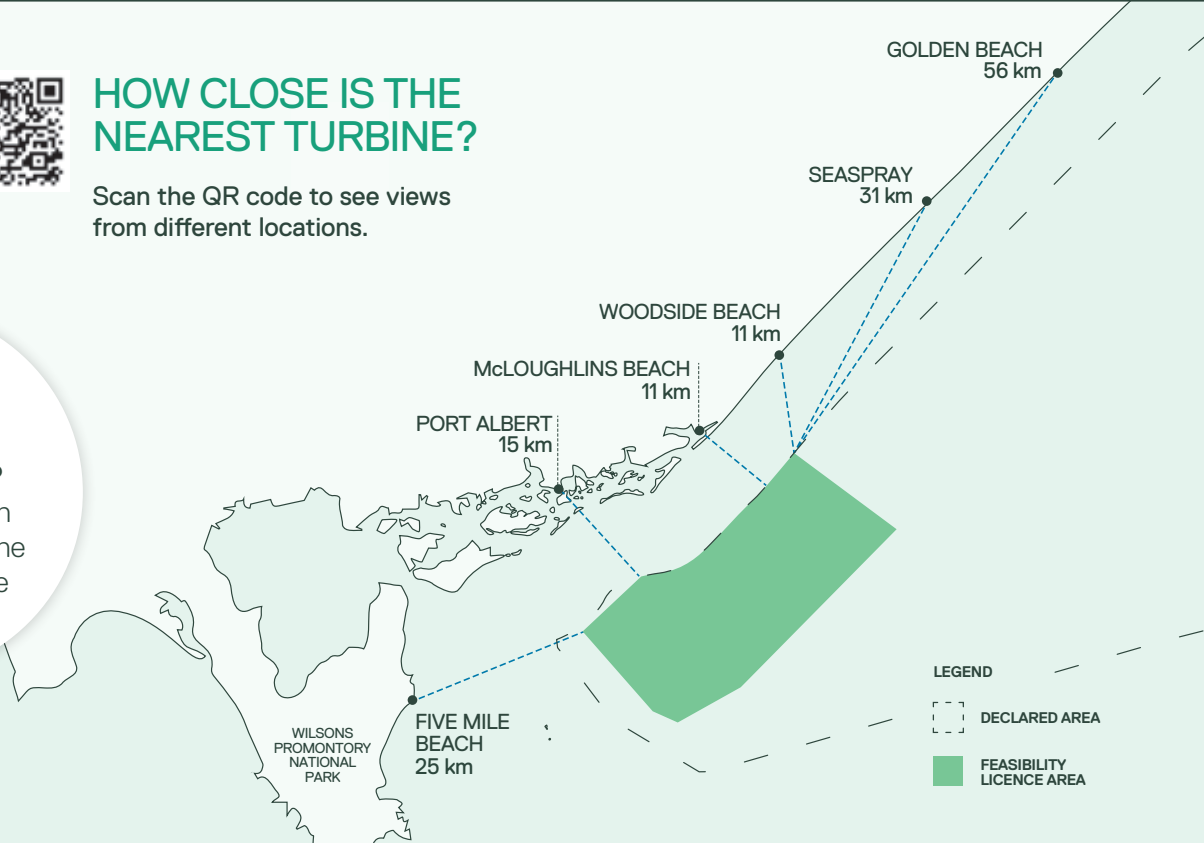 HOW CLOSE IS THE
NEAREST TURBINE?
Scan the QR code to see views
from different locations.
GOLDEN BEACH
56 km
SEASPRAY
31 km
WOODSIDE BEACH
11 km
McLOUGHLINS BEACH
11 km
PORT ALBERT
15 km
FIVE MILE
BEACH
25 km
WILSONS
PROMONTORY
NATIONAL
PARK
LEGEND
DECLARED AREA
FEASIBILITY
LICENCE AREA